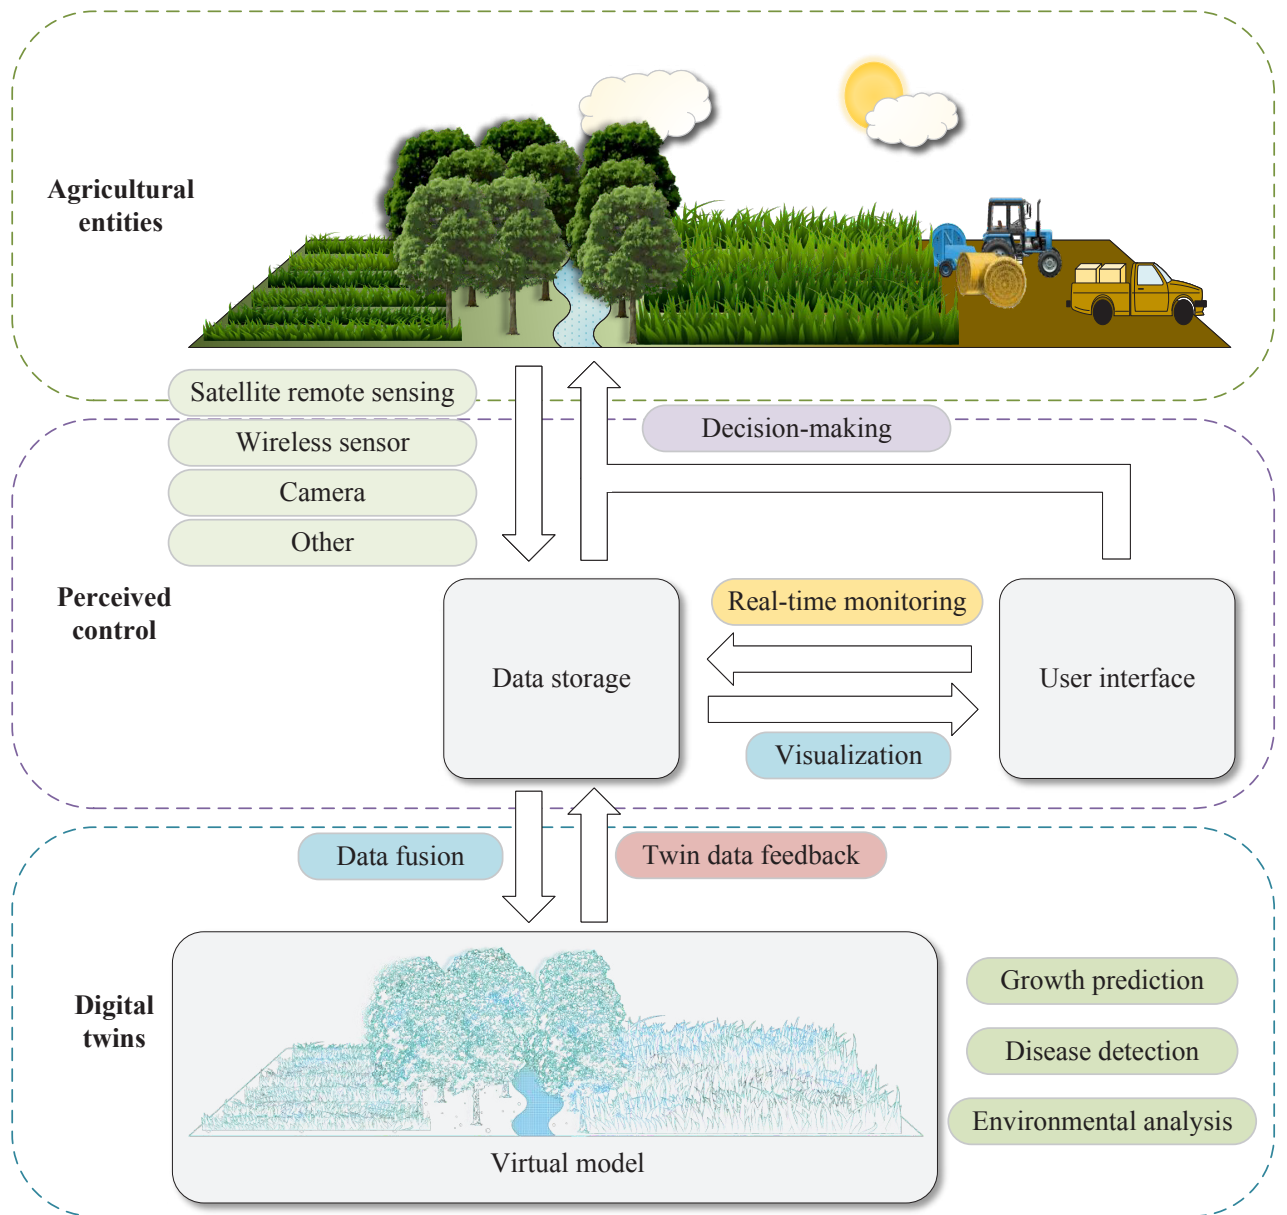 Agricultural
entities
Satellite remote sensing
Wireless sensor
Camera
Other
Decision-making
Perceived
control
Data storage
Real-time monitoring
Visualization
User interface
Data fusion
Twin data feedback
Digital
twins
Virtual model
Growth prediction
Disease detection
Environmental analysis